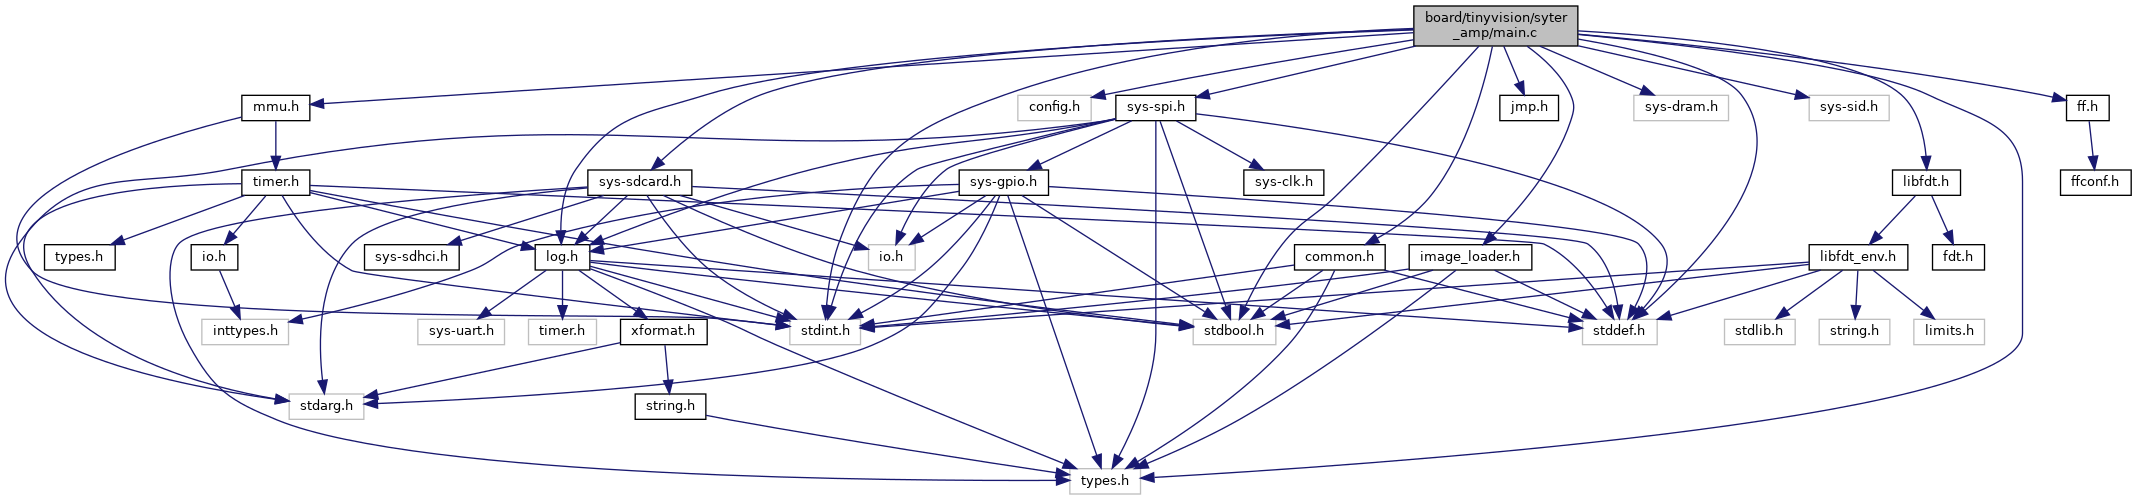 board/tinyvision/syter
_amp/main.c
mmu.h
config.h
sys-spi.h
jmp.h
sys-dram.h
sys-sid.h
ff.h
timer.h
sys-sdcard.h
sys-gpio.h
sys-clk.h
libfdt.h
ffconf.h
types.h
io.h
sys-sdhci.h
log.h
io.h
common.h
image_loader.h
libfdt_env.h
fdt.h
inttypes.h
sys-uart.h
timer.h
xformat.h
stdint.h
stdbool.h
stddef.h
stdlib.h
string.h
limits.h
stdarg.h
string.h
types.h